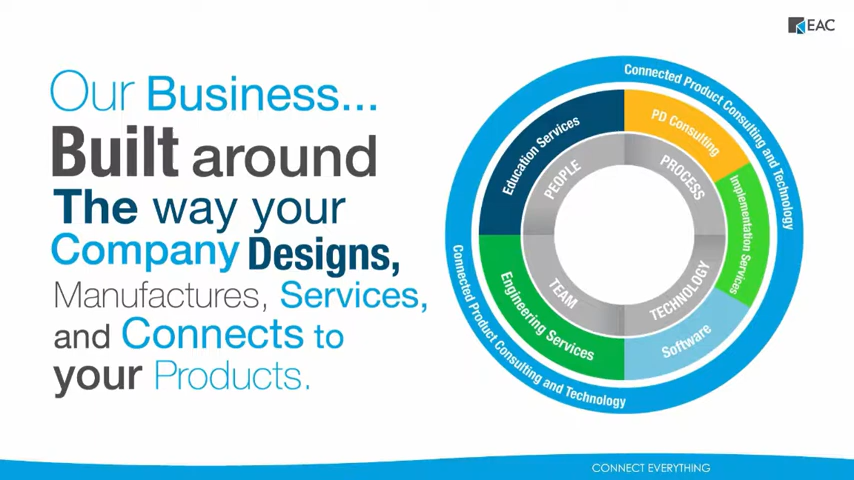 EAC
Our Business...
Built around
The way your
Company Designs,
Manufactures, Services,
and Connects to
your Products.
Connected Product Consulting and Technology
Education Services
PD Consulting
Implementation Services
Software
Engineering Services
PEOPLE
PROCESS
TECHNOLOGY
TEAM
Connected Product Consulting and Technology
CONNECT EVERYTHING